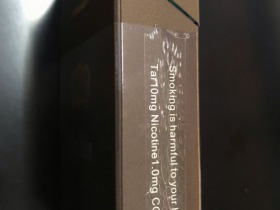 Smoking is harmful to your
Tar10mg Nicotine1.0mg CO